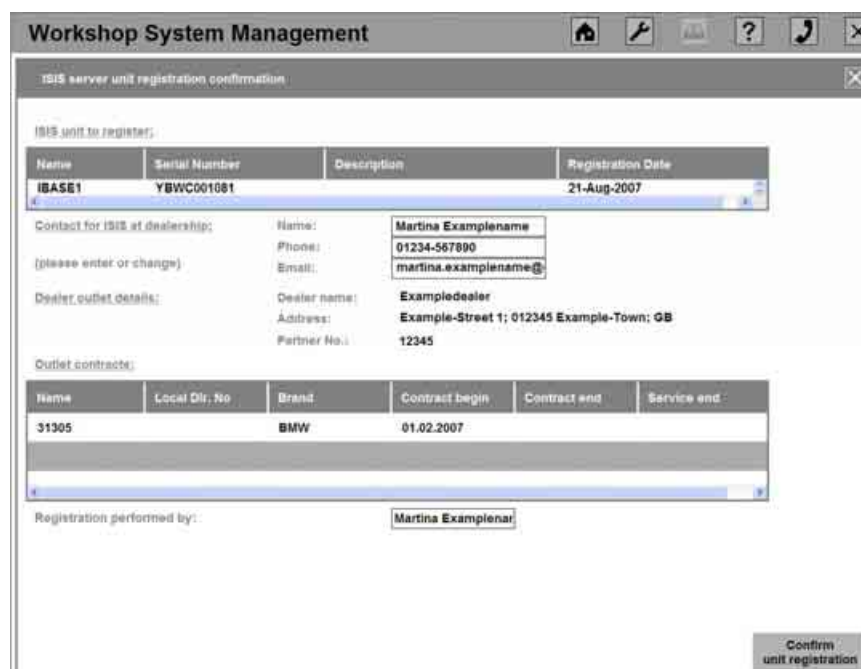 Workshop System Management
ISIS server unit registration confirmation
ISIS unit to register:
Name Serial Number Description Registration Date
IBASE1 YBWC001081 21-Aug-2007
Contact for ISIS at dealership: Name: Martina Examplename
Phone: 01234-567890
(please enter or change) Email: martina.examplename@
Dealer outlet details: Dealer name: Exampledealer
Address: Example-Street 1; 012345 Example-Town; GB
Partner No.: 12345
Outlet contracts:
Name Local Dlr. No Brand Contract begin Contract end Service end
31305 BMW 01.02.2007
Registration performed by: Martina Examplenar
Confirm
unit registration